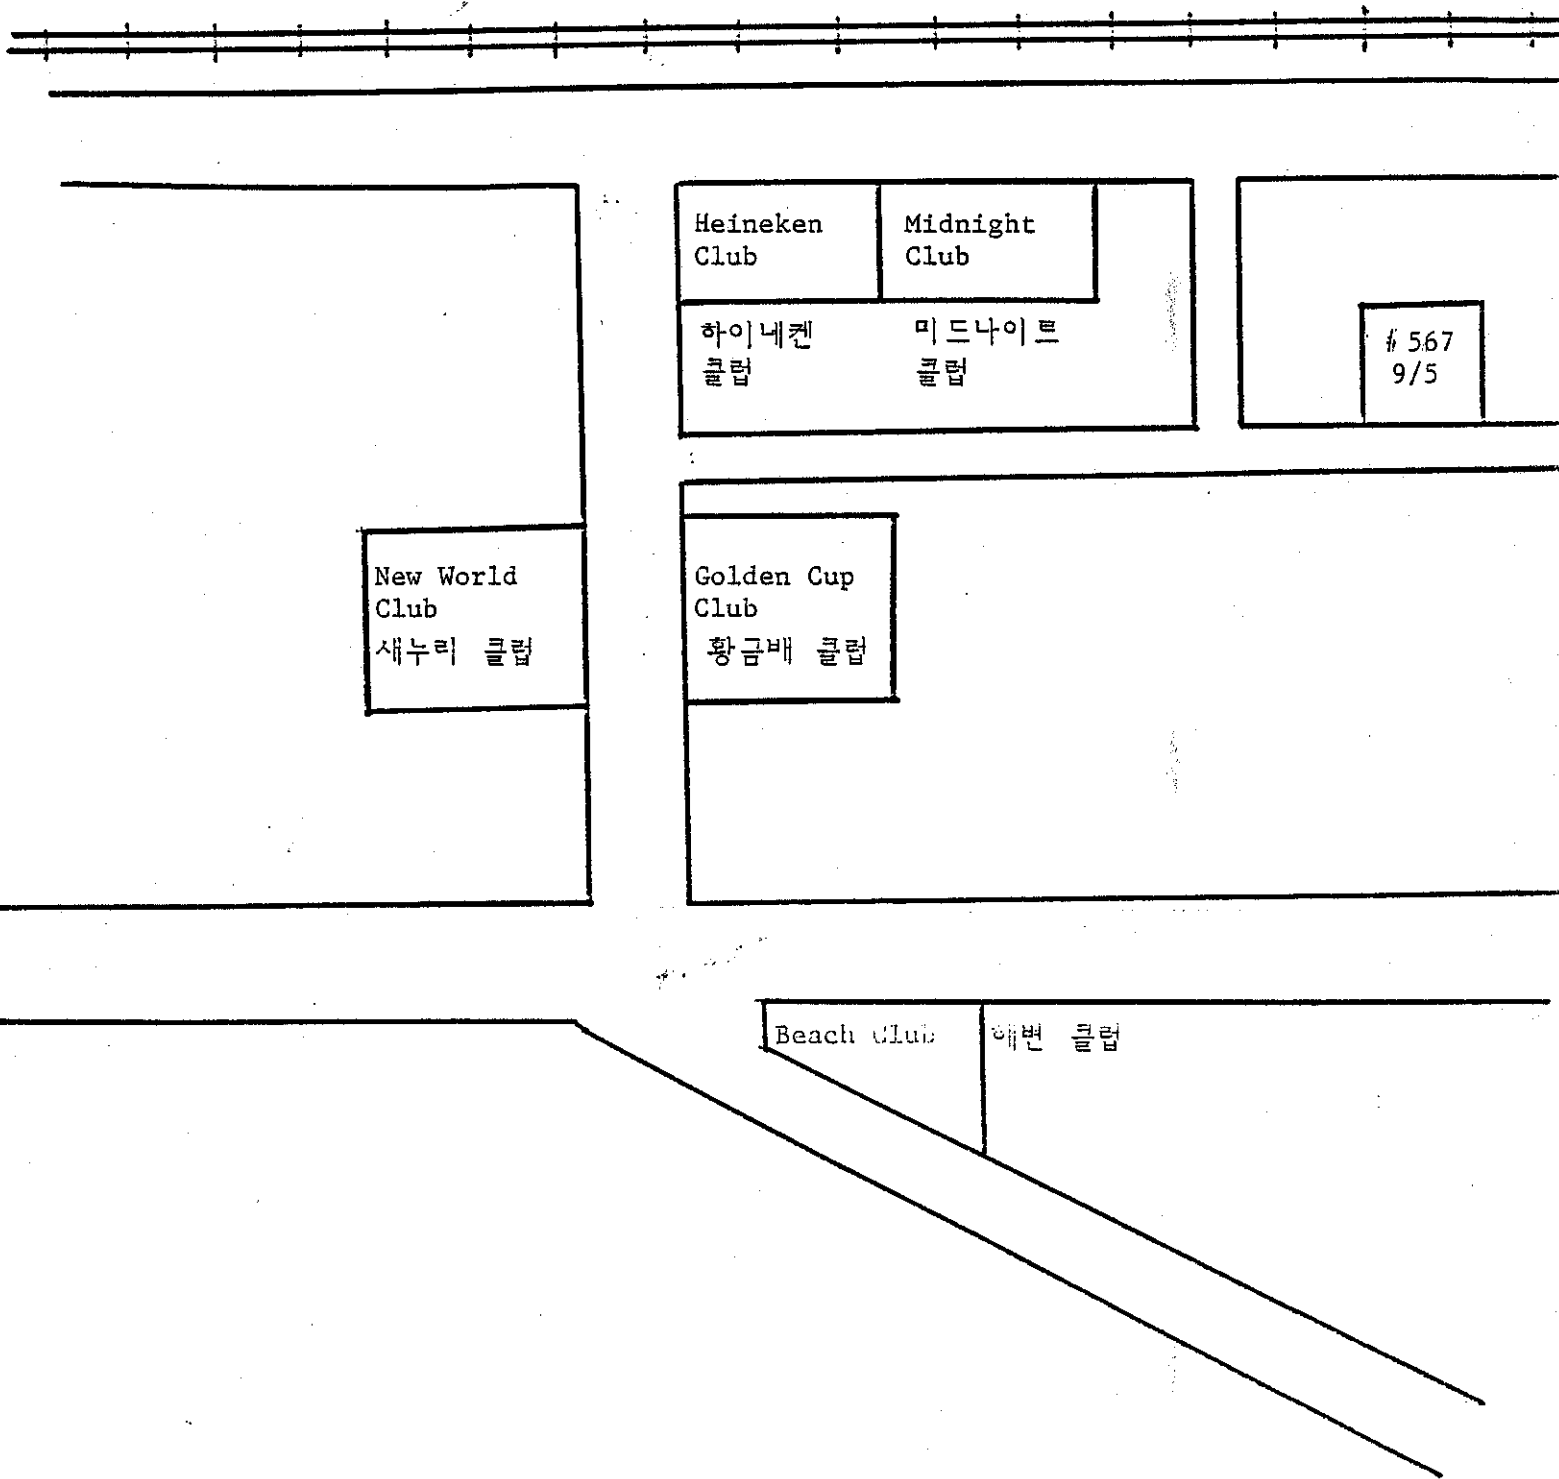 Heineken
Club
Midnight
Club
하이네켄
클럽
미드나이트
클럽
# 567
9/5
New World
Club
새누리 클럽
Golden Cup
Club
황금배 클럽
Beach Club
해변 클럽